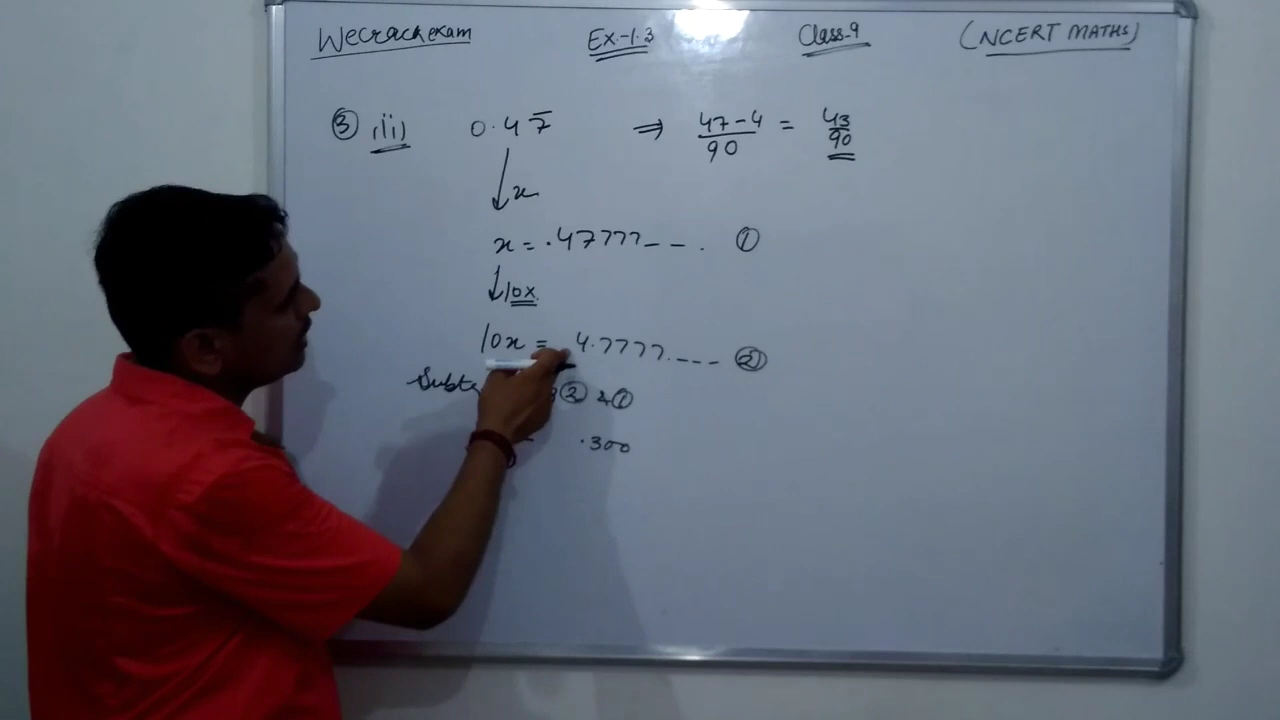 Wecrackexam Ex-1.3 Class-9 (NCERT MATHS)
③ (ii) 0.47̅ ⇒ 47-4/90 = 43/90
↓x
x = .47777--. ①
↓10x.
10x = 4.7777.--- ②
② & ①
.300